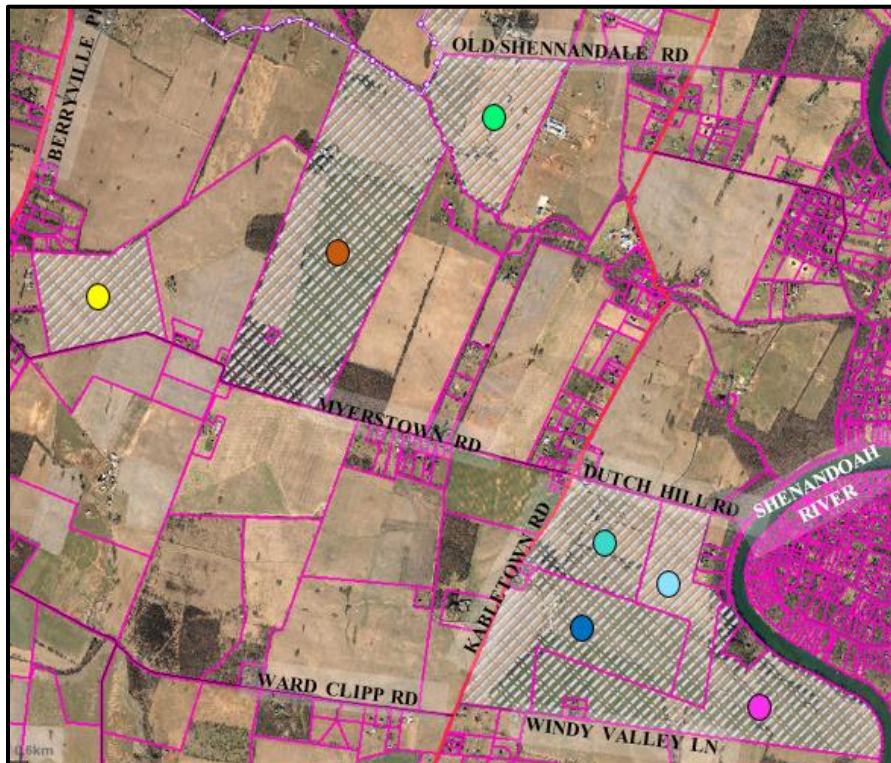 OLD SHENNANDALE RD
BERRYVILLE PI
MYERSTOWN RD
DUTCH HILL RD
SHENANDOAH
RIVER
KABLETOWN RD
WARD CLIPP RD
WINDY VALLEY LN
0.6km